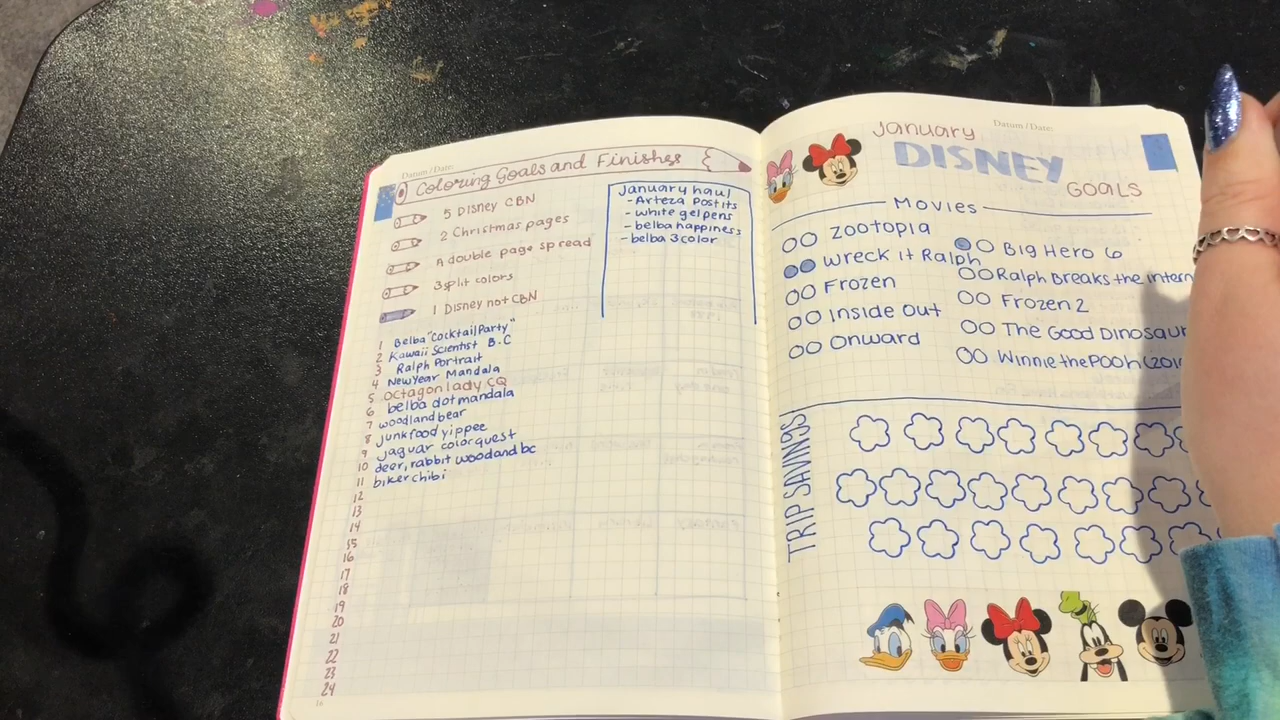 Datum / Date:
Coloring Goals and Finishes
5 DISNEY CBN
2 Christmas pages
A double page spread
3 split colors
1 DISNEY not CBN
January haul
- Arteza Post its
- white gel pens
- belba happiness
- belba 3 color
1 Belba "Cocktail Party"
2 Kawaii Scientist B.C
3 Ralph Portrait
4 New Year Mandala
5 Octagon lady CQ
6 belba dot mandala
7 woodland bear
8 junk food yippee
9 jaguar color quest
10 deer, rabbit woodand bc
11 biker chibi
12
13
14
15
16
17
18
19
20
21
22
23
24
16
Datum / Date:
January
DISNEY
GOALS
Movies
Zootopia
Wreck it Ralph
Frozen
Inside Out
Onward
Big Hero 6
Ralph Breaks the Intern
Frozen 2
The Good Dinosaur
Winnie the Pooh (201
TRIP SAVINGS